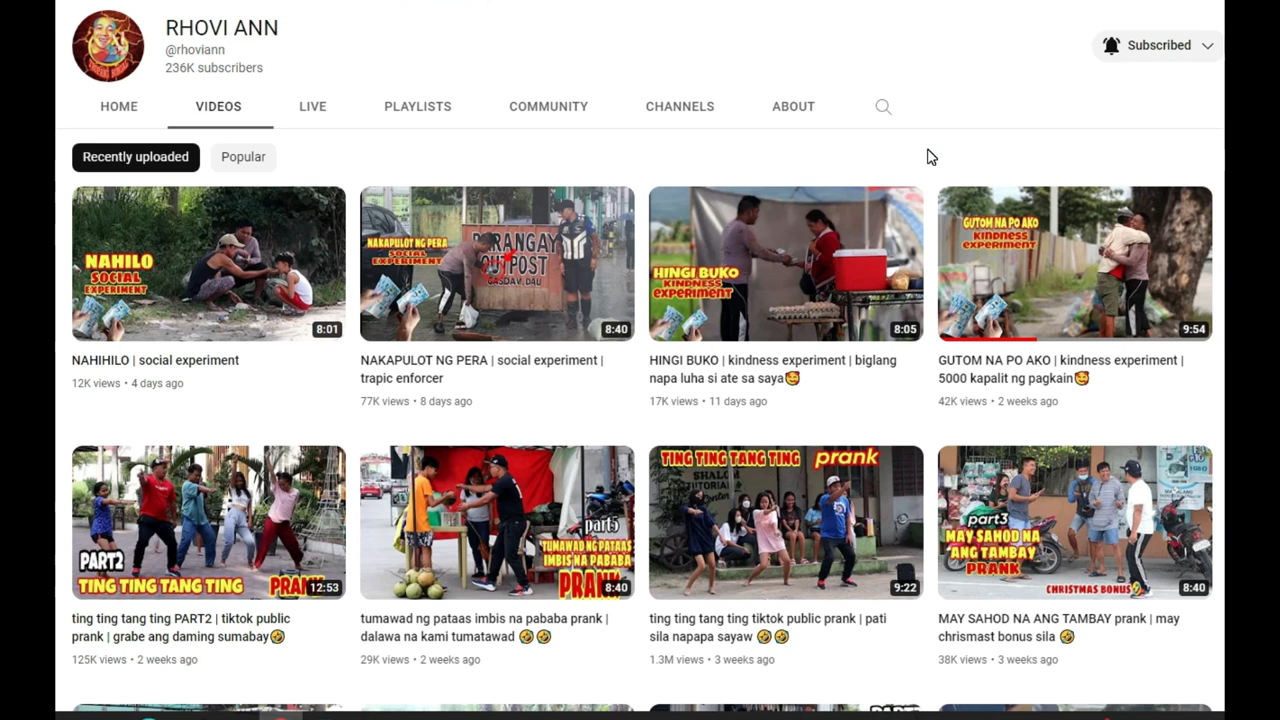 RHOVI ANN
@rhoviann
236K subscribers
Subscribed
HOME VIDEOS LIVE PLAYLISTS COMMUNITY CHANNELS ABOUT
Recently uploaded Popular
NAHILO
SOCIAL
EXPERIMENT
8:01
NAKAPULOT NG PERA
SOCIAL
EXPERIMENT
BARANGAY
OUTPOST
DAU
8:40
HINGI BUKO
KINDNESS
EXPERIMENT
8:05
GUTOM NA PO AKO
KINDNESS
EXPERIMENT
9:54
NAHIHILO | social experiment
12K views • 4 days ago
NAKAPULOT NG PERA | social experiment |
trapic enforcer
77K views • 8 days ago
HINGI BUKO | kindness experiment | biglang
napa luha si ate sa saya🥰
17K views • 11 days ago
GUTOM NA PO AKO | kindness experiment |
5000 kapalit ng pagkain🥰
42K views • 2 weeks ago
PART2
TING TING TANG TING PRANK
12:53
part5
TUMAWAD NG PATAAS
IMBIS NA PABABA
PRANK
8:40
TING TING TANG TING prank
9:22
part3
MAY SAHOD NA
ANG TAMBAY
PRANK
CHRISTMAS BONUS🤣
8:40
ting ting tang ting PART2 | tiktok public
prank | grabe ang daming sumabay🤣
125K views • 2 weeks ago
tumawad ng pataas imbis na pababa prank |
dalawa na kami tumatawad 🤣🤣
29K views • 2 weeks ago
ting ting tang ting tiktok public prank | pati
sila napapa sayaw 🤣🤣
1.3M views • 3 weeks ago
MAY SAHOD NA ANG TAMBAY prank | may
chrismast bonus sila 🤣
38K views • 3 weeks ago